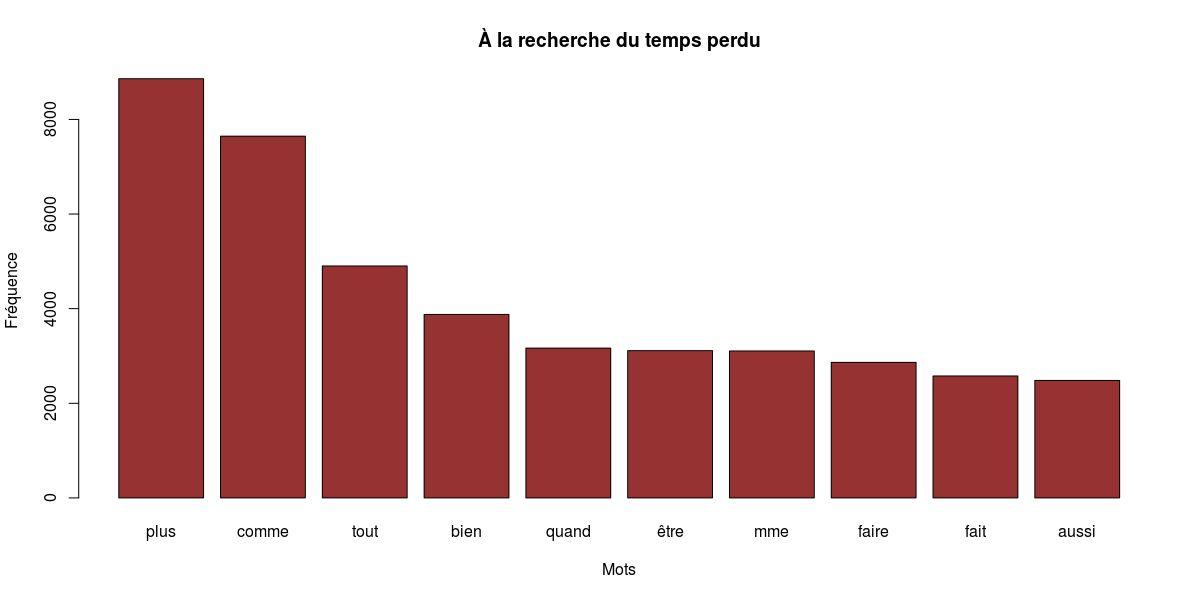 À la recherche du temps perdu
Fréquence
8000
6000
4000
2000
0
plus comme tout bien quand être mme faire fait aussi
Mots